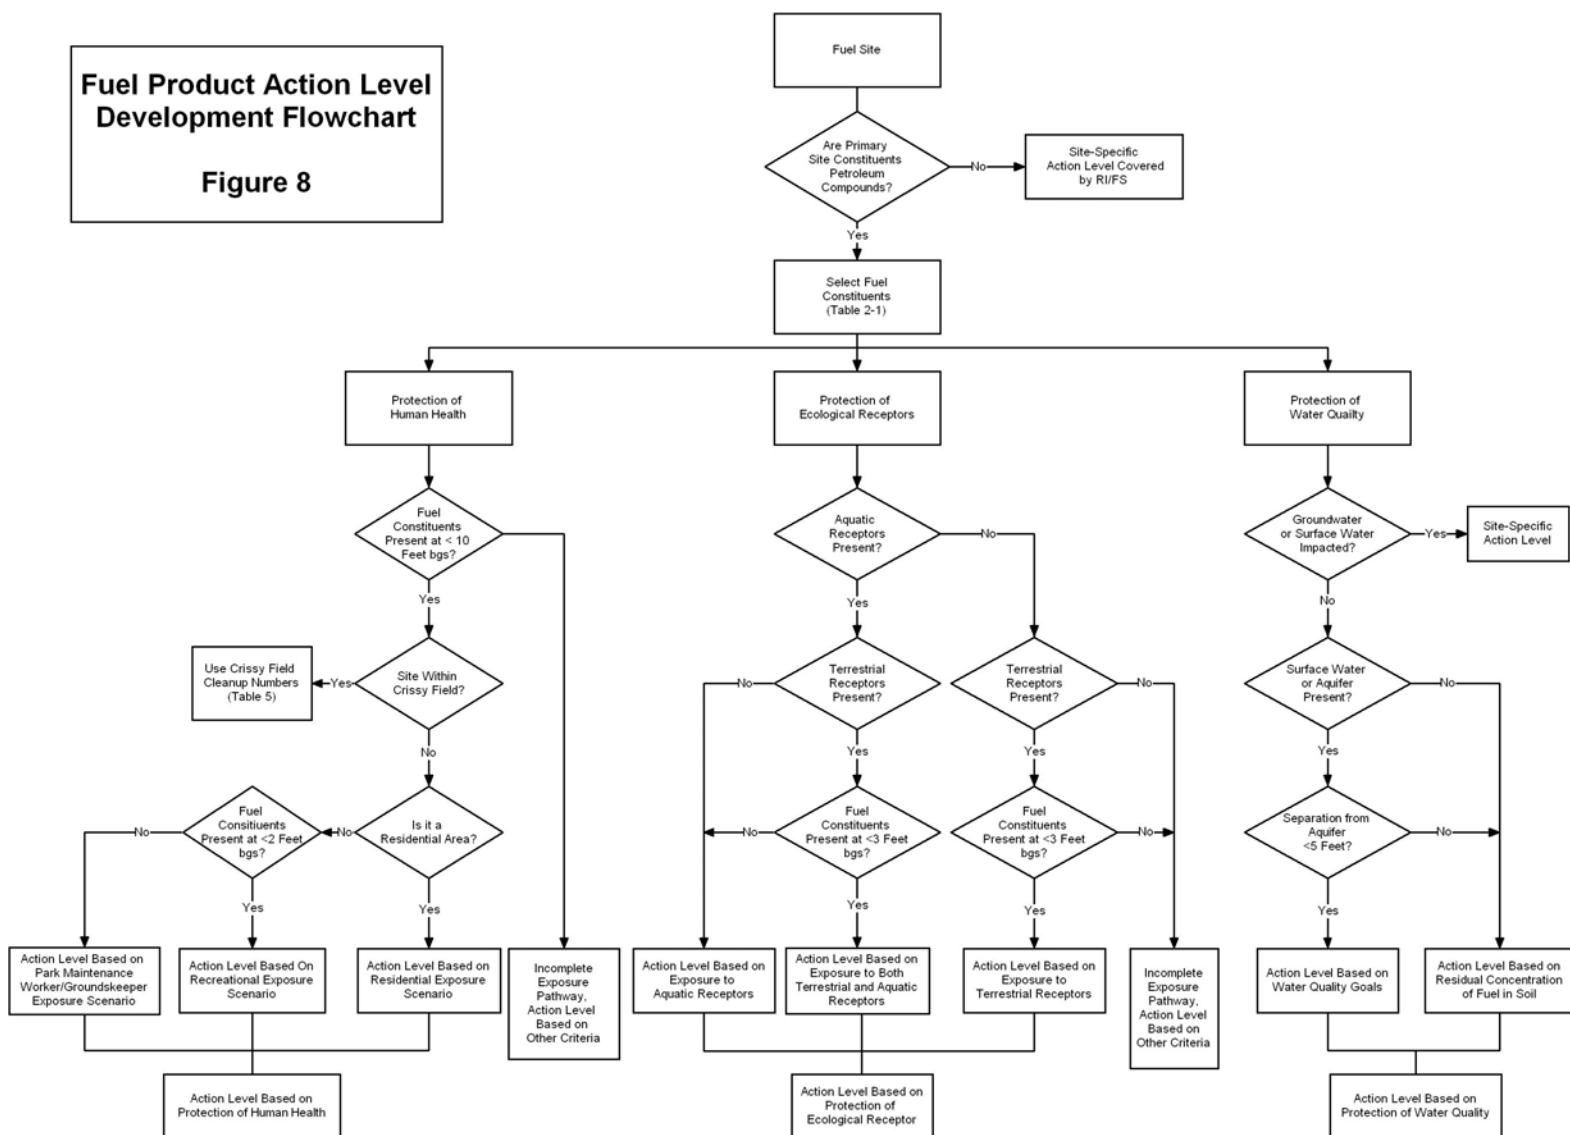 Fuel Product Action Level
Development Flowchart
Figure 8
Fuel Site
Are Primary
Site Constituents
Petroleum
Compounds?
No
Site-Specific
Action Level Covered
by RI/FS
Yes
Select Fuel
Constituents
(Table 2-1)
Protection of
Human Health
Protection of
Ecological Receptors
Protection of
Water Quailty
Fuel
Constituents
Present at < 10
Feet bgs?
Aquatic
Receptors
Present?
No
Groundwater
or Surface Water
Impacted?
Yes
Site-Specific
Action Level
Yes
Yes
No
Use Crissy Field
Cleanup Numbers
(Table 5)
Yes
Site Within
Crissy Field?
No
Terrestrial
Receptors
Present?
Terrestrial
Receptors
Present?
No
Surface Water
or Aquifer
Present?
No
No
Yes
Yes
Yes
No
Fuel
Consitiuents
Present at <2 Feet
bgs?
No
Is it a
Residential Area?
No
Fuel
Constituents
Present at <3 Feet
bgs?
Fuel
Constituents
Present at <3 Feet
bgs?
No
Separation from
Aquifer
<5 Feet?
No
Yes
Yes
Yes
Yes
Yes
Action Level Based on
Park Maintenance
Worker/Groundskeeper
Exposure Scenario
Action Level Based On
Recreational Exposure
Scenario
Action Level Based on
Residential Exposure
Scenario
Incomplete
Exposure
Pathway,
Action Level
Based on
Other Criteria
Action Level Based on
Exposure to
Aquatic Receptors
Action Level Based on
Exposure to Both
Terrestrial and Aquatic
Receptors
Action Level Based on
Exposure to
Terrestrial Receptors
Incomplete
Exposure
Pathway,
Action Level
Based on
Other Criteria
Action Level Based on
Water Quality Goals
Action Level Based on
Residual Concentration
of Fuel in Soil
Action Level Based on
Protection of Human Health
Action Level Based on
Protection of
Ecological Receptor
Action Level Based on
Protection of Water Quality